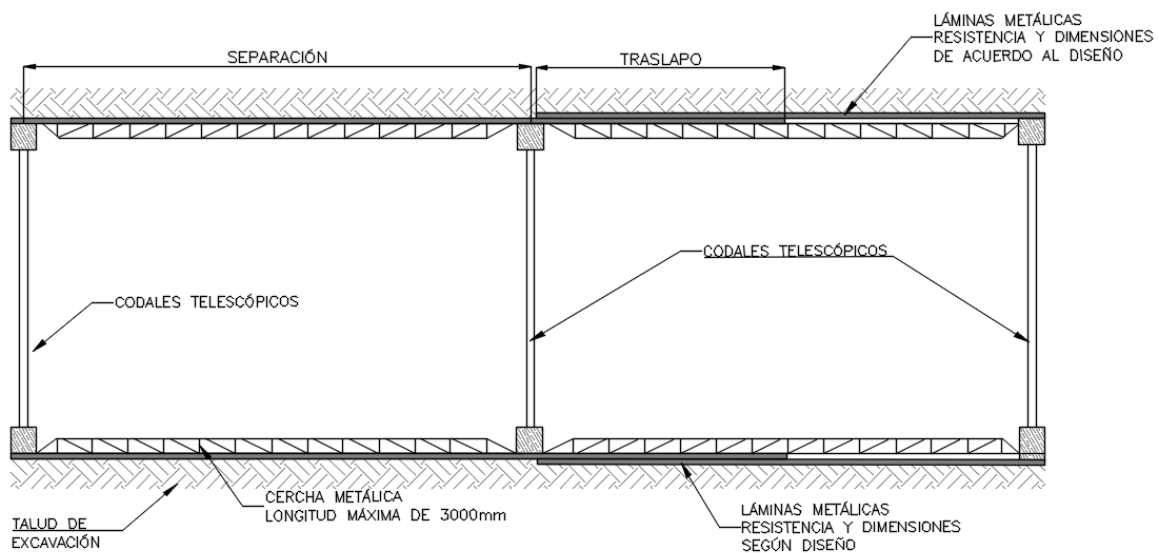 LÁMINAS METÁLICAS
RESISTENCIA Y DIMENSIONES
DE ACUERDO AL DISEÑO
SEPARACIÓN
TRASLAPO
CODALES TELESCÓPICOS
CODALES TELESCÓPICOS
CERCHA METÁLICA
LONGITUD MÁXIMA DE 3000mm
TALUD DE
EXCAVACIÓN
LÁMINAS METÁLICAS
RESISTENCIA Y DIMENSIONES
SEGÚN DISEÑO